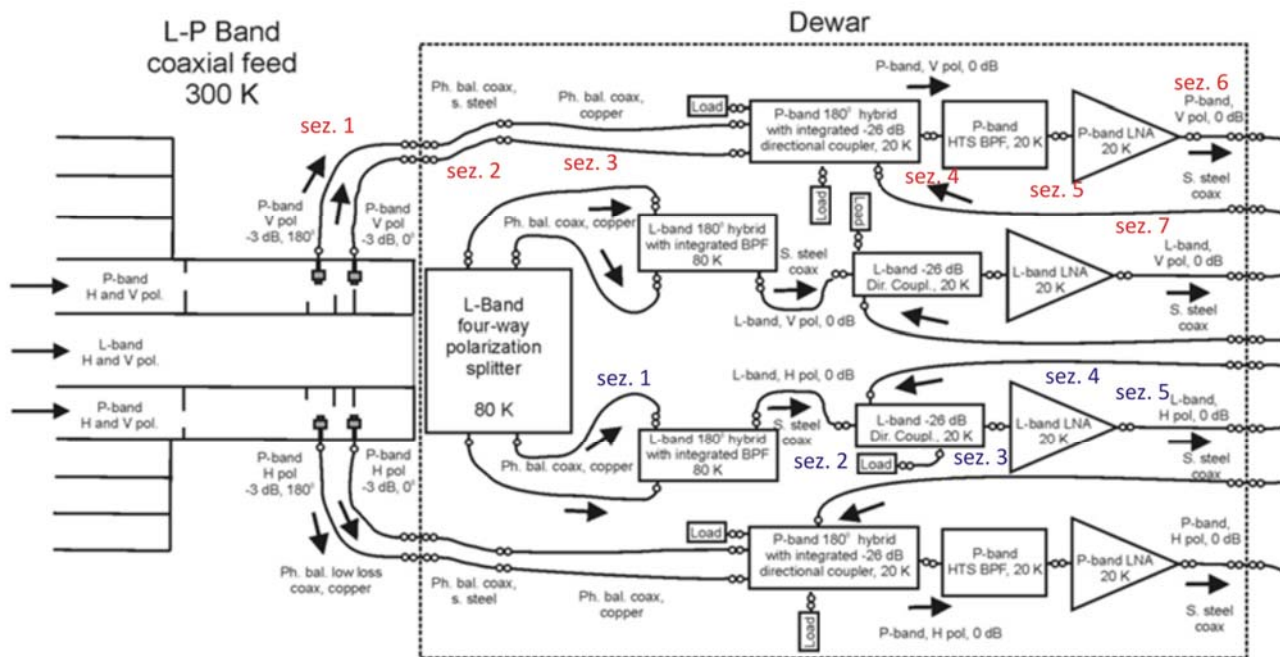 L-P Band
coaxial feed
300 K
Dewar
sez. 1
Ph. bal. coax,
s. steel
Ph. bal. coax,
copper
Load
P-band, V pol, 0 dB
sez. 6
P-band,
V pol, 0 dB
P-band 180° hybrid
with integrated -26 dB
directional coupler, 20 K
P-band
HTS BPF, 20 K
P-band LNA
20 K
S. steel
coax
sez. 2
sez. 3
sez. 4
sez. 5
Load
Load
P-band
V pol
-3 dB, 180°
P-band
V pol
-3 dB, 0°
Ph. bal. coax, copper
L-band 180° hybrid
with integrated BPF
80 K
S. steel
coax
sez. 7
L-band,
V pol, 0 dB
L-band -26 dB
Dir. Coupl., 20 K
L-band LNA
20 K
S. steel
coax
L-band, V pol, 0 dB
P-band
H and V pol.
L-band
H and V pol.
P-band
H and V pol.
L-Band
four-way
polarization
splitter
80 K
sez. 1
L-band, H pol, 0 dB
sez. 4
sez. 5
L-band,
H pol, 0 dB
S. steel
coax
L-band -26 dB
Dir. Coupl., 20 K
L-band LNA
20 K
S. steel
coax
L-band 180° hybrid
with integrated BPF
80 K
Ph. bal. coax, copper
sez. 2
Load
sez. 3
P-band
H pol
-3 dB, 180°
P-band
H pol
-3 dB, 0°
Load
P-band 180° hybrid
with integrated -26 dB
directional coupler, 20 K
P-band
HTS BPF, 20 K
P-band LNA
20 K
P-band,
H pol, 0 dB
S. steel
coax
Ph. bal. low loss
coax, copper
Ph. bal. coax,
s. steel
Ph. bal. coax,
copper
Load
P-band, H pol, 0 dB